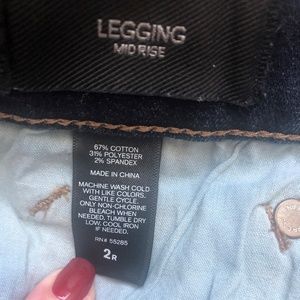 LEGGING
MID RISE
67% COTTON
31% POLYESTER
2% SPANDEX
MADE IN CHINA
MACHINE WASH COLD
WITH LIKE COLORS.
GENTLE CYCLE.
ONLY NON-CHLORINE
BLEACH WHEN
NEEDED. TUMBLE DRY
LOW, COOL IRON
IF NEEDED.
RN# 55285
2R